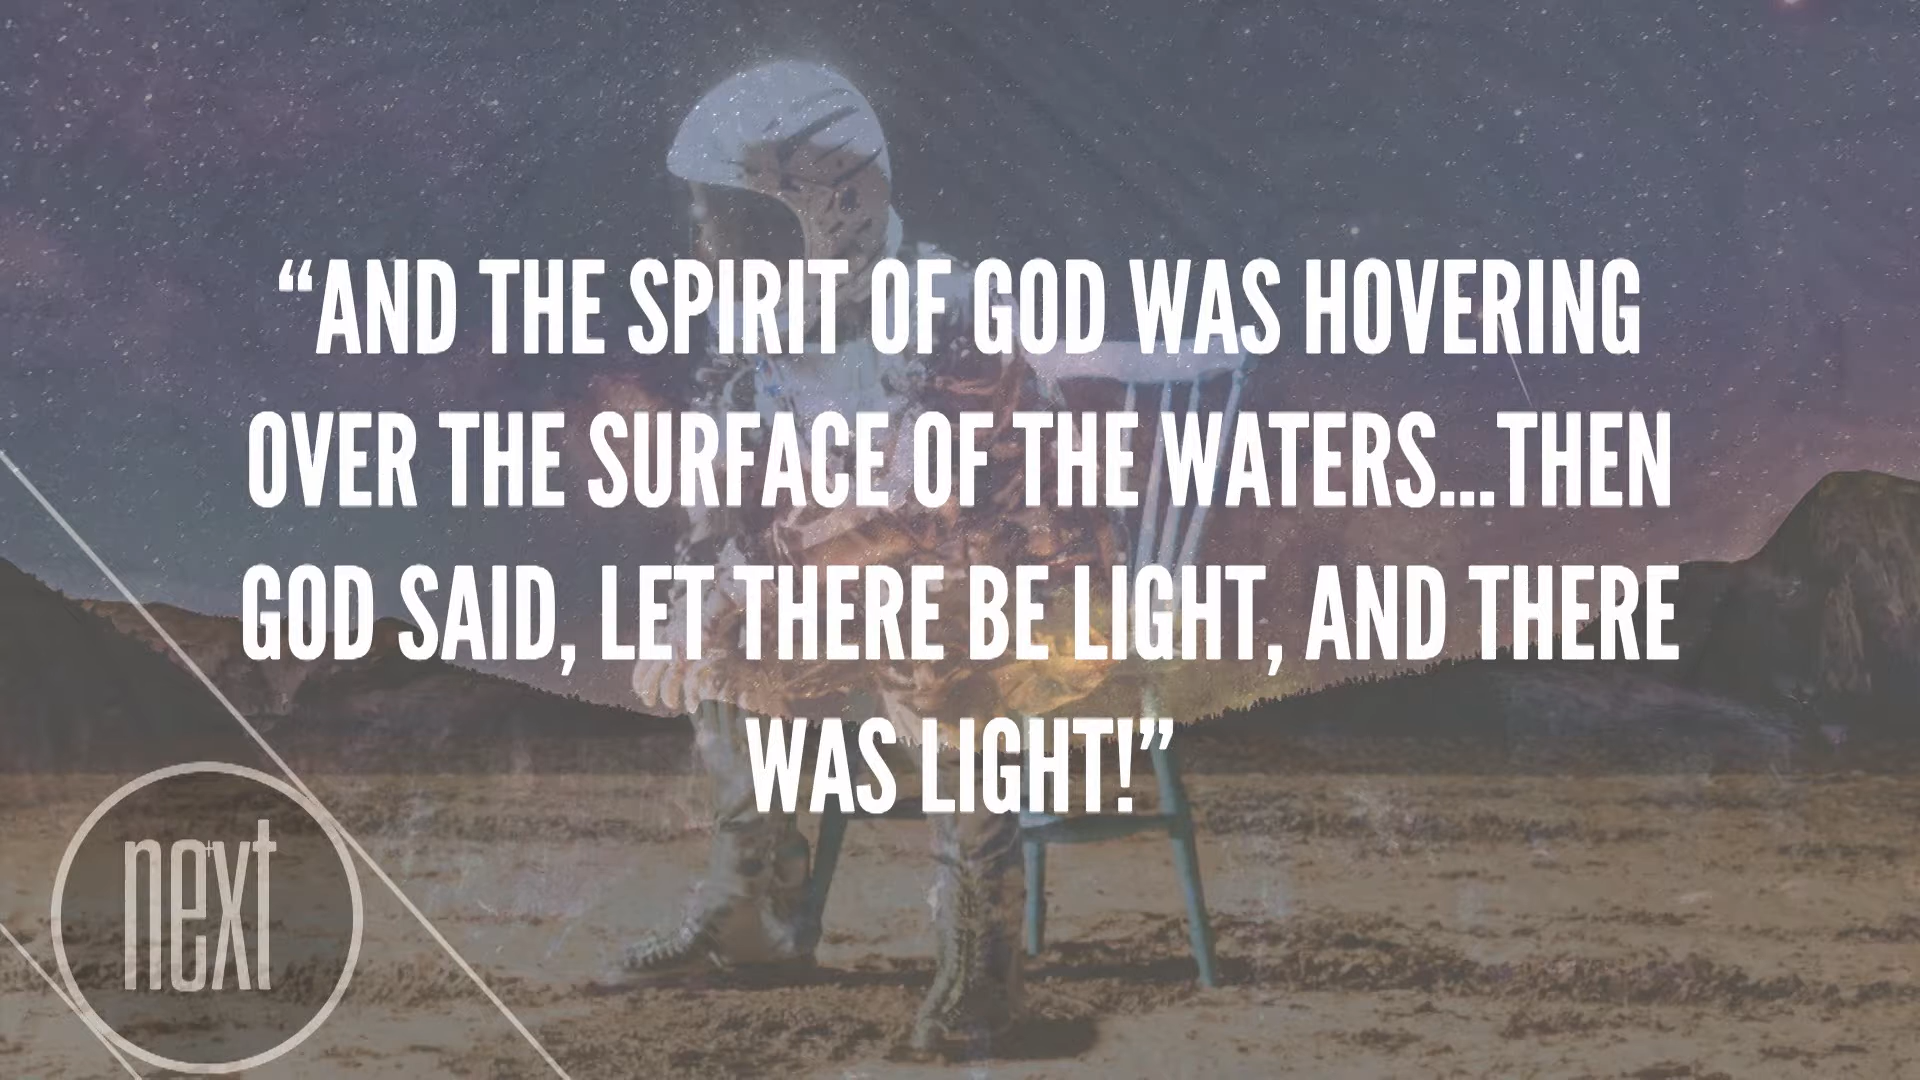 “AND THE SPIRIT OF GOD WAS HOVERING
OVER THE SURFACE OF THE WATERS...THEN
GOD SAID, LET THERE BE LIGHT, AND THERE
WAS LIGHT!”
next